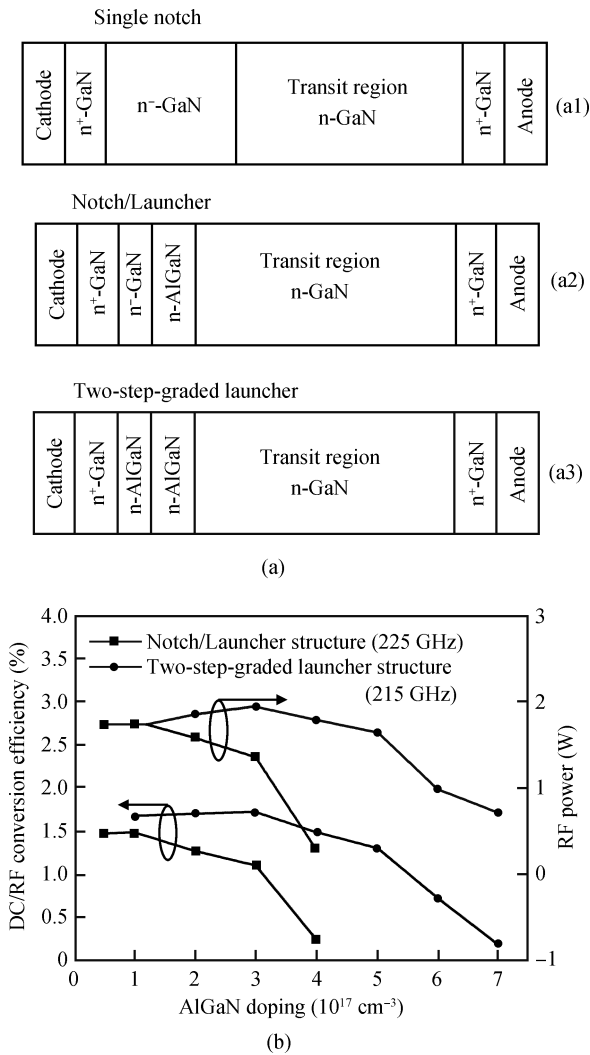 Single notch
Cathode
n⁺-GaN
n⁻-GaN
Transit region
n-GaN
n⁺-GaN
Anode
(a1)
Notch/Launcher
Cathode
n⁺-GaN
n⁻-GaN
n-AlGaN
Transit region
n-GaN
n⁺-GaN
Anode
(a2)
Two-step-graded launcher
Cathode
n⁺-GaN
n-AlGaN
n-AlGaN
Transit region
n-GaN
n⁺-GaN
Anode
(a3)
(a)
DC/RF conversion efficiency (%)
4.0
3.5
3.0
2.5
2.0
1.5
1.0
0.5
0
Notch/Launcher structure (225 GHz)
Two-step-graded launcher structure
(215 GHz)
3
2
1
0
−1
RF power (W)
0 1 2 3 4 5 6 7
AlGaN doping (10¹⁷ cm⁻³)
(b)